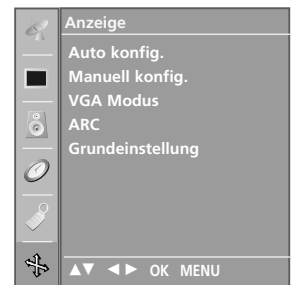 Anzeige
Auto konfig.
Manuell konfig.
VGA Modus
ARC
Grundeinstellung
▲▼ ◄► OK MENU